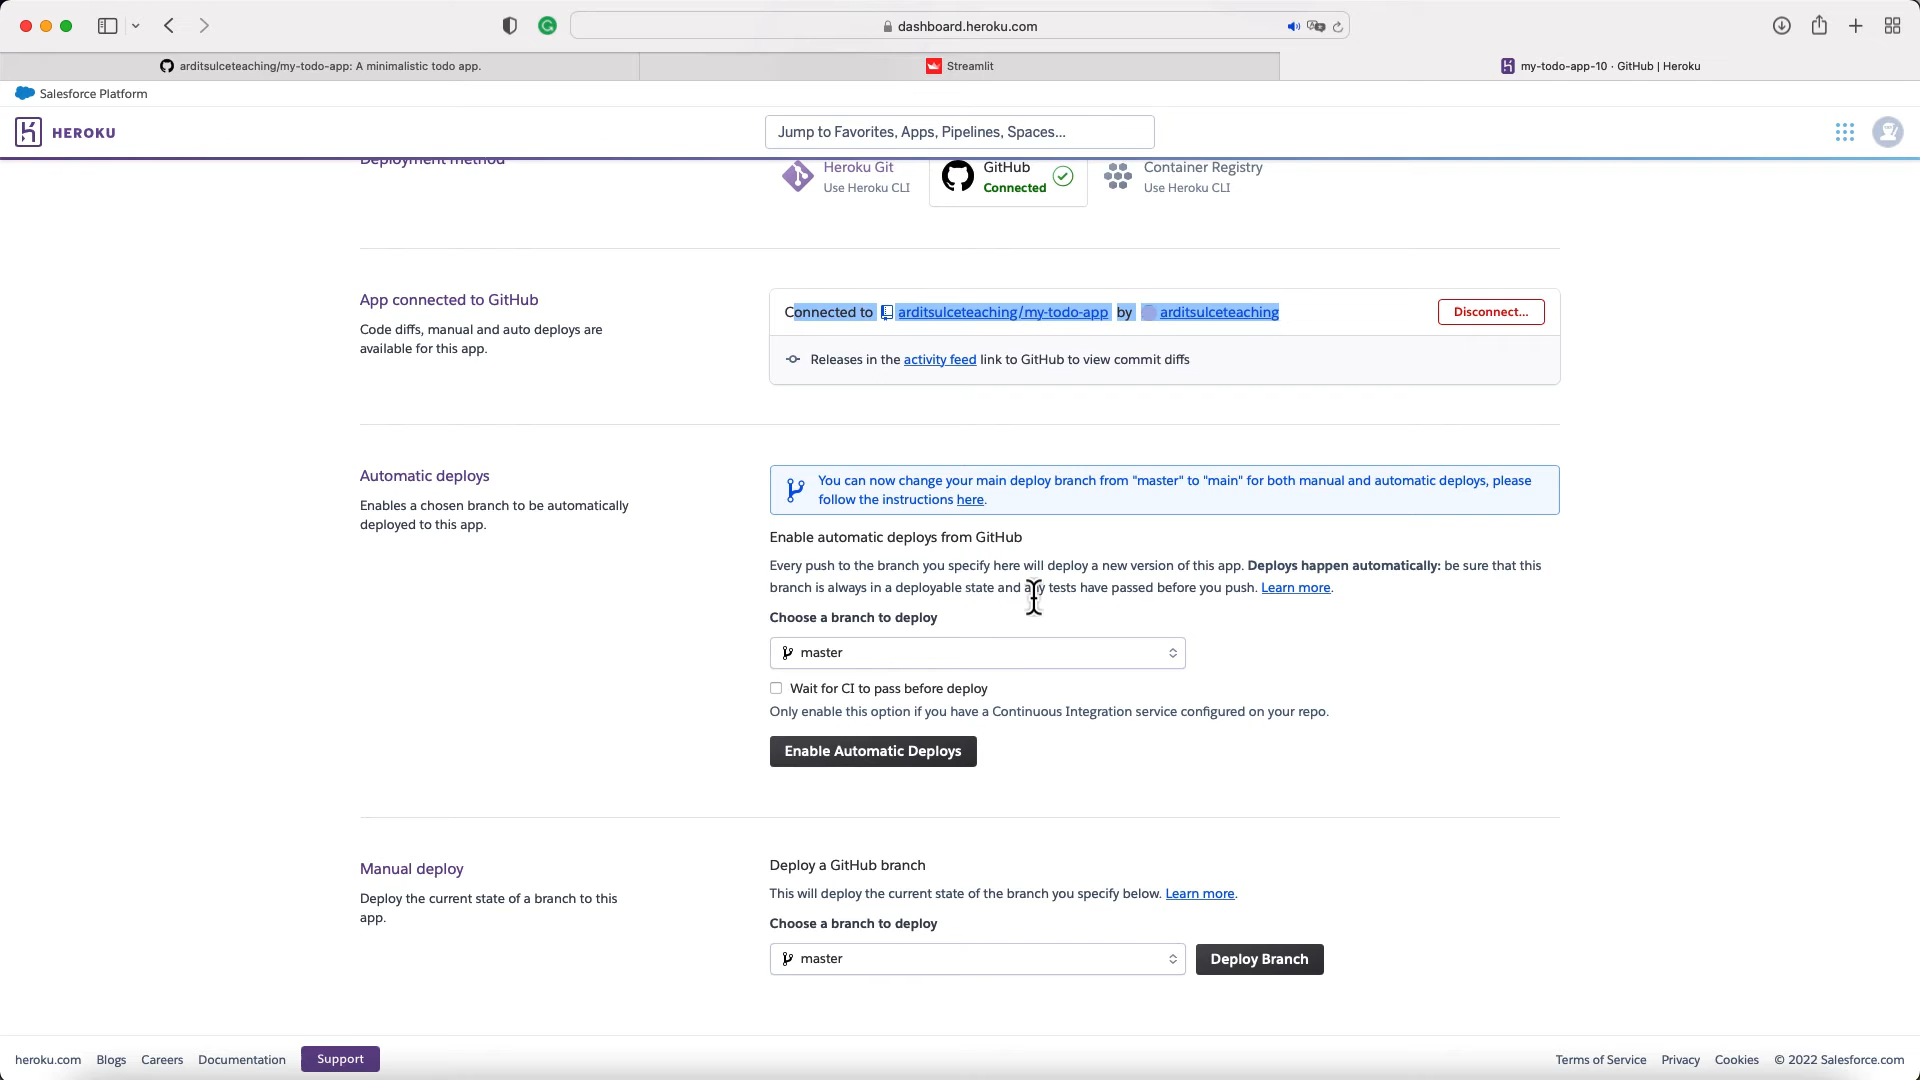 dashboard.heroku.com
arditsulceteaching/my-todo-app: A minimalistic todo app.
Streamlit
my-todo-app-10 · GitHub | Heroku
Salesforce Platform
HEROKU
Jump to Favorites, Apps, Pipelines, Spaces...
Deployment method
Heroku Git
Use Heroku CLI
GitHub
Connected
Container Registry
Use Heroku CLI
App connected to GitHub
Code diffs, manual and auto deploys are
available for this app.
Connected to arditsulceteaching/my-todo-app by arditsulceteaching
Disconnect...
Releases in the activity feed link to GitHub to view commit diffs
Automatic deploys
Enables a chosen branch to be automatically
deployed to this app.
You can now change your main deploy branch from "master" to "main" for both manual and automatic deploys, please
follow the instructions here.
Enable automatic deploys from GitHub
Every push to the branch you specify here will deploy a new version of this app. Deploys happen automatically: be sure that this
branch is always in a deployable state and any tests have passed before you push. Learn more.
Choose a branch to deploy
master
Wait for CI to pass before deploy
Only enable this option if you have a Continuous Integration service configured on your repo.
Enable Automatic Deploys
Manual deploy
Deploy the current state of a branch to this
app.
Deploy a GitHub branch
This will deploy the current state of the branch you specify below. Learn more.
Choose a branch to deploy
master
Deploy Branch
heroku.com
Blogs
Careers
Documentation
Support
Terms of Service
Privacy
Cookies
© 2022 Salesforce.com